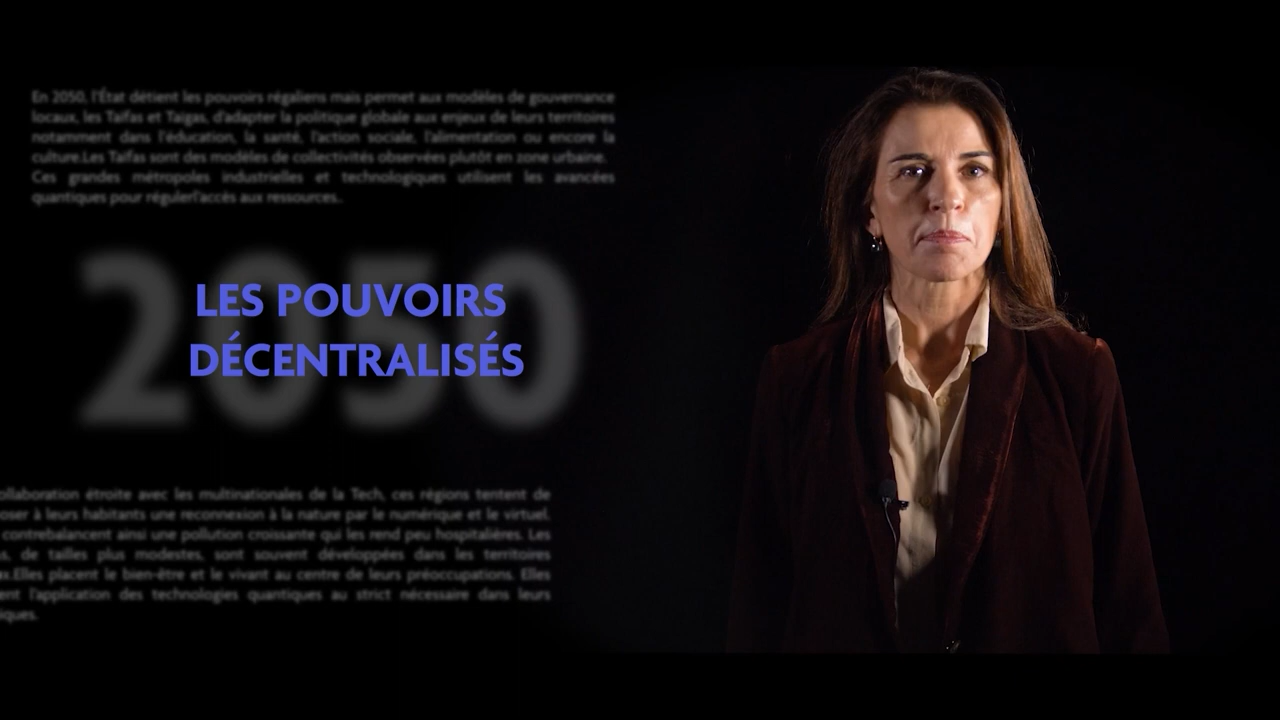 En 2050, l'État détient les pouvoirs régaliens mais permet aux modèles de gouvernance
locaux, les Taïfas et Taïgas, d'adapter la politique globale aux enjeux de leurs territoires
notamment dans l'éducation, la santé, l'action sociale, l'alimentation ou encore la
culture.Les Taïfas sont des modèles de collectivités observées plutôt en zone urbaine.
Ces grandes métropoles industrielles et technologiques utilisent les avancées
quantiques pour régulerl'accès aux ressources..
2050
LES POUVOIRS
DÉCENTRALISÉS
ollaboration étroite avec les multinationales de la Tech, ces régions tentent de
oser à leurs habitants une reconnexion à la nature par le numérique et le virtuel.
contrebalancent ainsi une pollution croissante qui les rend peu hospitalières. Les
s, de tailles plus modestes, sont souvent développées dans les territoires
x.Elles placent le bien-être et le vivant au centre de leurs préoccupations. Elles
ent l'application des technologies quantiques au strict nécessaire dans leurs
iques.